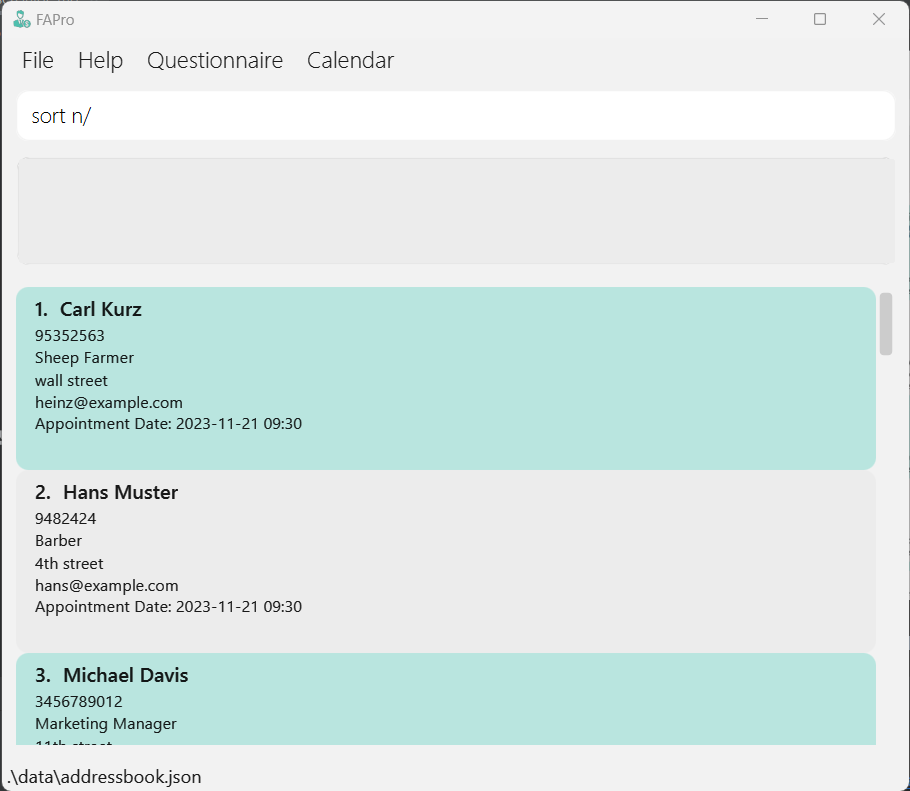 FAPro
File Help Questionnaire Calendar
sort n/
1. Carl Kurz
95352563
Sheep Farmer
wall street
heinz@example.com
Appointment Date: 2023-11-21 09:30
2. Hans Muster
9482424
Barber
4th street
hans@example.com
Appointment Date: 2023-11-21 09:30
3. Michael Davis
3456789012
Marketing Manager
11th street
.\data\addressbook.json